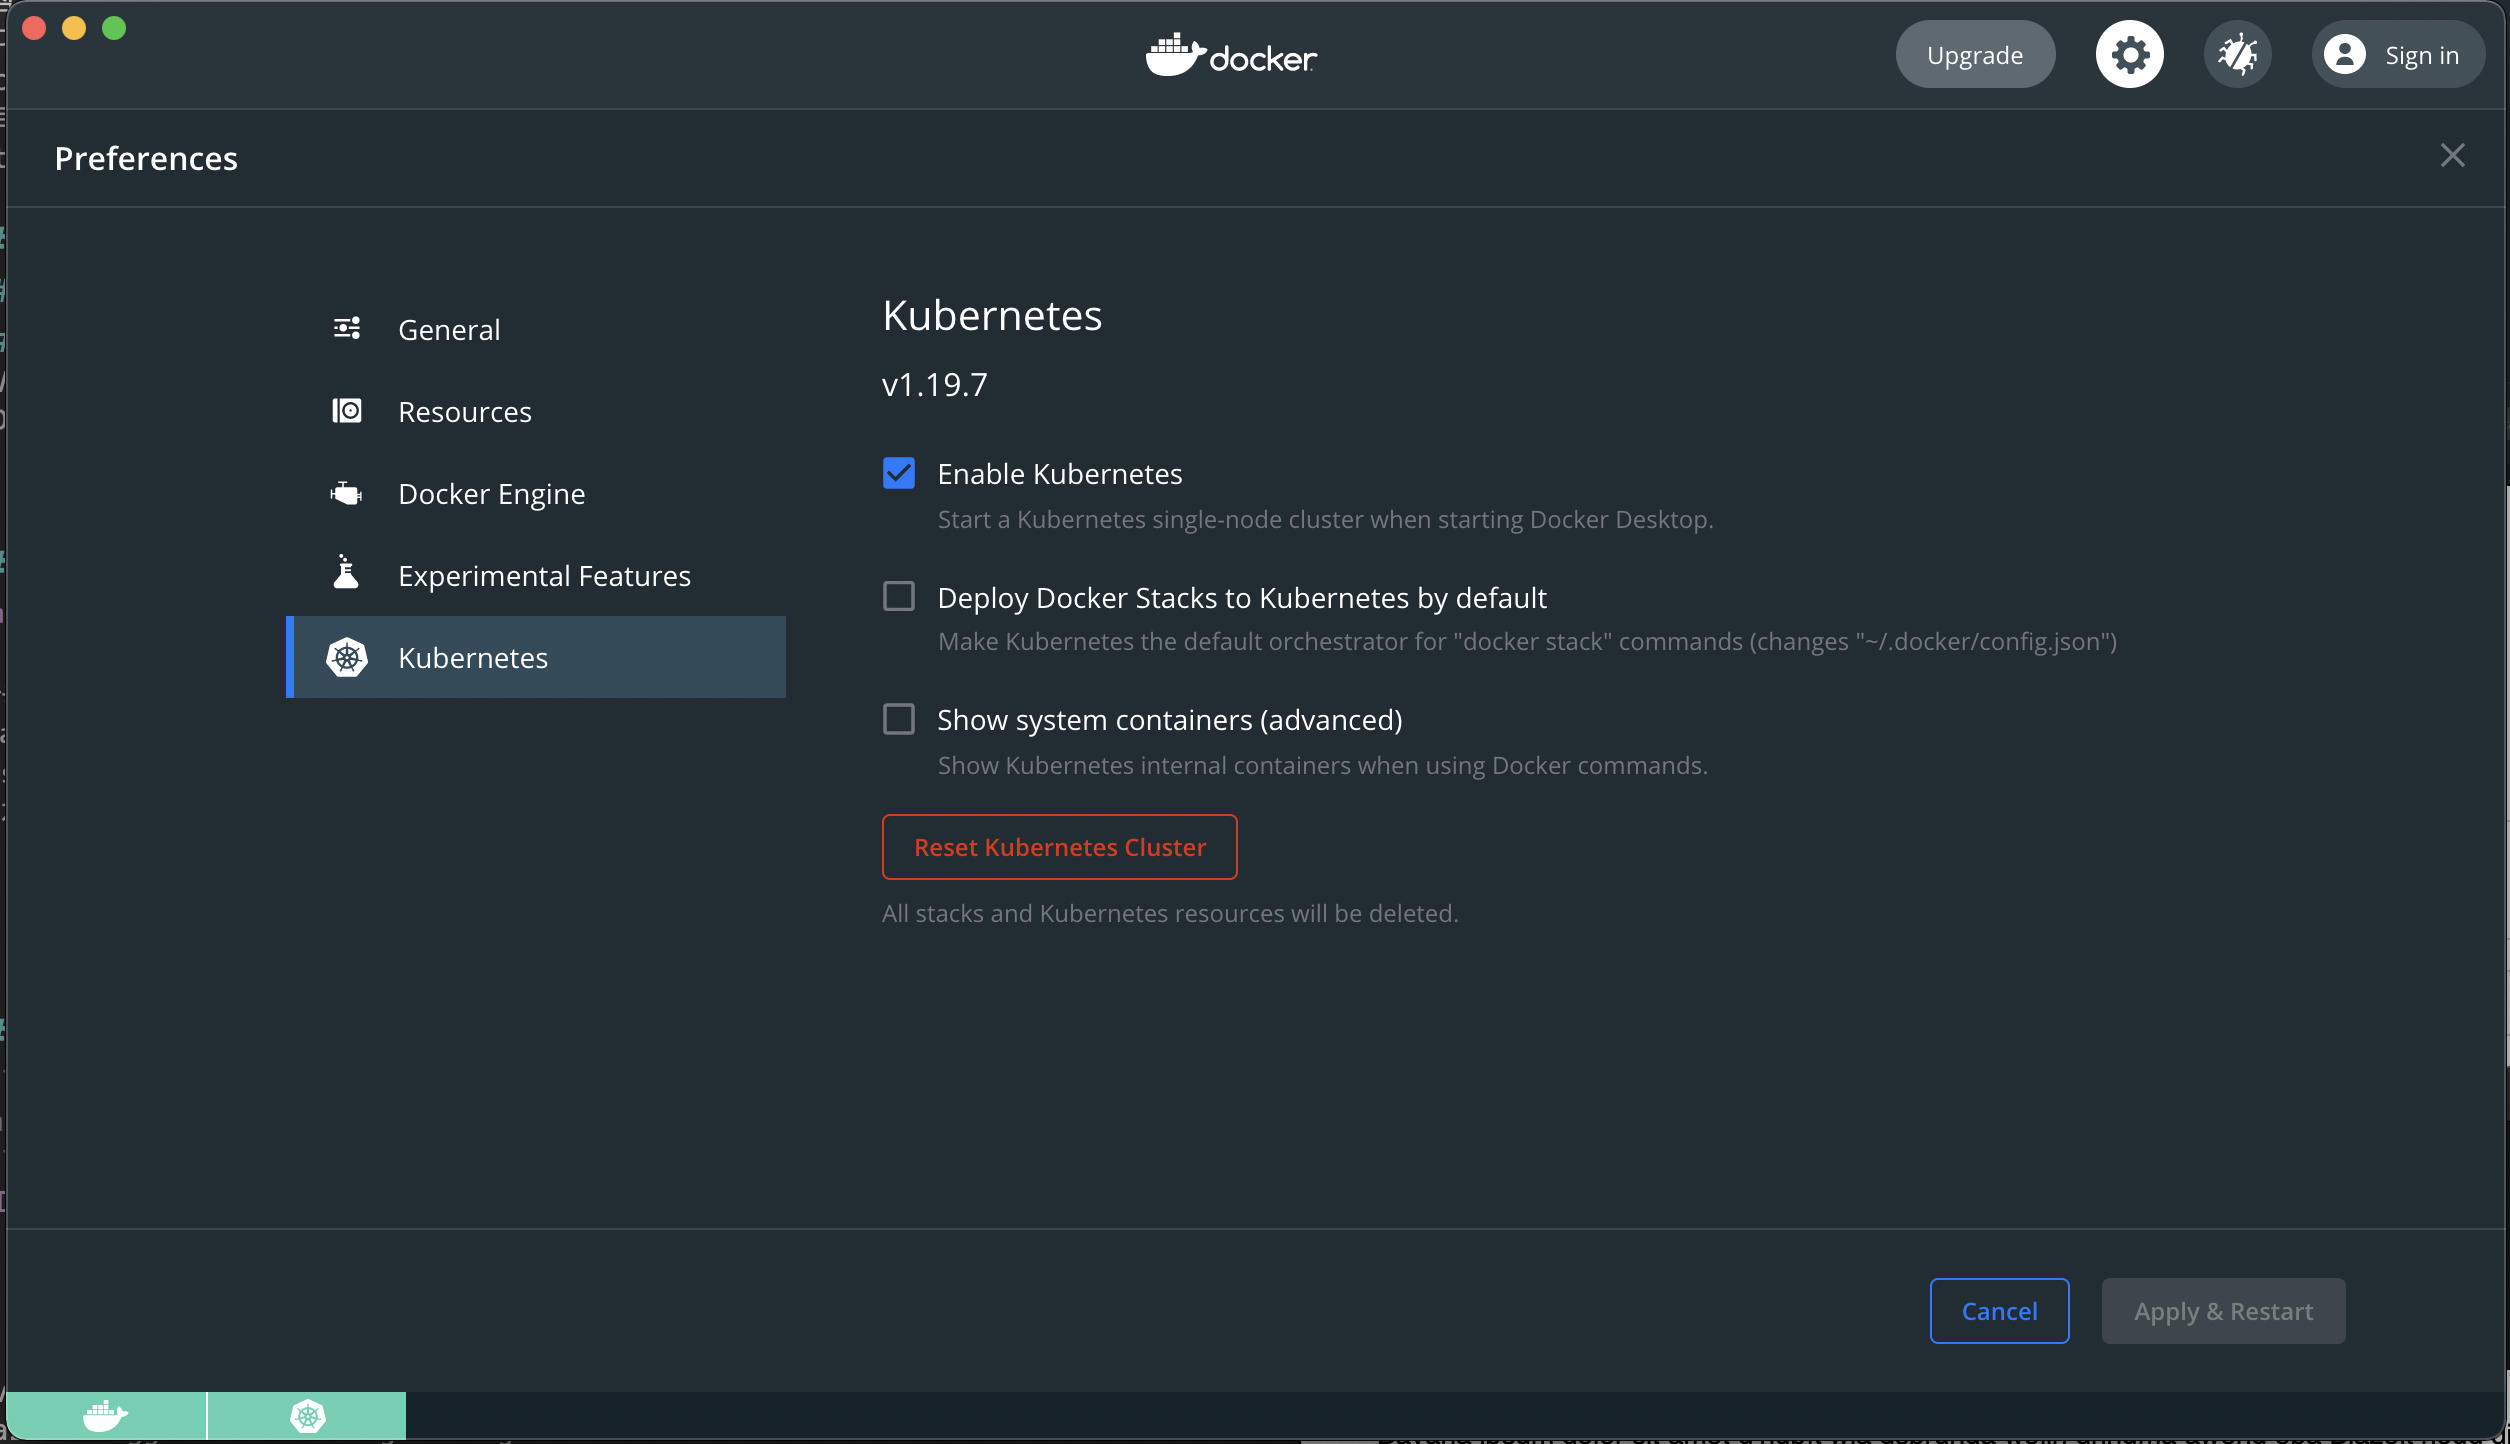 docker
Upgrade
Sign in
Preferences
General
Resources
Docker Engine
Experimental Features
Kubernetes
Kubernetes
v1.19.7
Enable Kubernetes
Start a Kubernetes single-node cluster when starting Docker Desktop.
Deploy Docker Stacks to Kubernetes by default
Make Kubernetes the default orchestrator for "docker stack" commands (changes "~/.docker/config.json")
Show system containers (advanced)
Show Kubernetes internal containers when using Docker commands.
Reset Kubernetes Cluster
All stacks and Kubernetes resources will be deleted.
Cancel
Apply & Restart